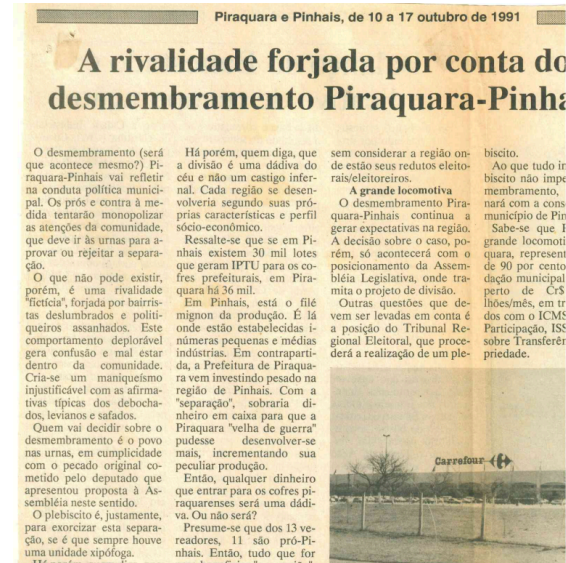 Piraquara e Pinhais, de 10 a 17 outubro de 1991
A rivalidade forjada por conta do
desmembramento Piraquara-Pinha
O desmembramento (será
que acontece mesmo?) Pi-
raquara-Pinhais vai refletir
na conduta política munici-
pal. Os prós e contra à me-
dida tentarão monopolizar
as atenções da comunidade,
que deve ir às urnas para a-
provar ou rejeitar a separa-
ção.
O que não pode existir,
porém, é uma rivalidade
"fictícia", forjada por bairris-
tas deslumbrados e politi-
queiros assanhados. Este
comportamento deplorável
gera confusão e mal estar
dentro da comunidade.
Cria-se um maniqueísmo
injustificável com as afirma-
tivas típicas dos debocha-
dos, levianos e safados.
Quem vai decidir sobre o
desmembramento é o povo
nas urnas, em cumplicidade
com o pecado original co-
metido pelo deputado que
apresentou proposta à As-
sembléia neste sentido.
O plebiscito é, justamente,
para exorcizar esta separa-
ção, se é que sempre houve
uma unidade xipófoga.
Há porém, quem diga, que
a divisão é uma dádiva do
céu e não um castigo infer-
nal. Cada região se desen-
volveria segundo suas pró-
prias características e perfil
sócio-econômico.
Ressalte-se que se em Pi-
nhais existem 30 mil lotes
que geram IPTU para os co-
fres prefeiturais, em Pira-
quara há 36 mil.
Em Pinhais, está o filé
mignon da produção. É lá
onde estão estabelecidas i-
númeras pequenas e médias
indústrias. Em contraparti-
da, a Prefeitura de Piraqua-
ra vem investindo pesado na
região de Pinhais. Com a
"separação", sobraria di-
nheiro em caixa para que a
Piraquara "velha de guerra"
pudesse desenvolver-se
mais, incrementando sua
peculiar produção.
Então, qualquer dinheiro
que entrar para os cofres pi-
raquarenses será uma dádi-
va. Ou não será?
Presume-se que dos 13 ve-
readores, 11 são pró-Pi-
nhais. Então, tudo que for
sem considerar a região on-
de estão seus redutos eleito-
rais/eleitoreiros.
A grande locomotiva
O desmembramento Pira-
quara-Pinhais continua a
gerar expectativas na região.
A decisão sobre o caso, po-
rém, só acontecerá com o
posicionamento da Assem-
bléia Legislativa, onde tra-
mita o projeto de divisão.
Outras questões que de-
vem ser levadas em conta é
a posição do Tribunal Re-
gional Eleitoral, que proce-
derá a realização de um ple-
biscito.
Ao que tudo in
biscito não impe
membramento,
nará com a cons
município de Pin
Sabe-se que P
grande locomoti
quara, represent
de 90 por cento
dação municipal
perto de Cr$
lhões/mês, em tr
dos com o ICMS
Participação, ISS
sobre Transferên
priedade.
Carrefour